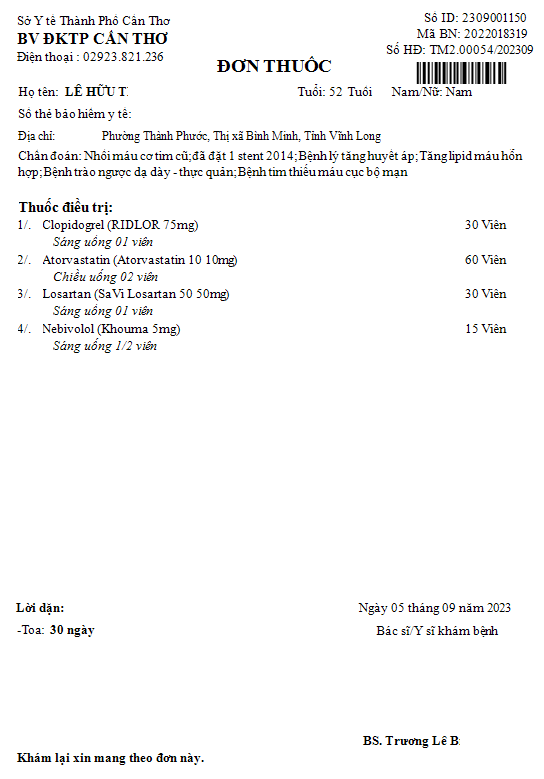 Sở Y tế Thành Phố Cần Thơ
BV ĐKTP CẦN THƠ
Điện thoại : 02923.821.236
Số ID: 2309001150
Mã BN: 2022018319
Số HĐ: TM2.00054/202309
ĐƠN THUỐC
Họ tên: LÊ HỮU T. Tuổi: 52 Tuổi Nam/Nữ: Nam
Số thẻ bảo hiểm y tế:
Địa chỉ: Phường Thành Phước, Thị xã Bình Minh, Tỉnh Vĩnh Long
Chẩn đoán: Nhồi máu cơ tim cũ;đã đặt 1 stent 2014;Bệnh lý tăng huyết áp;Tăng lipid máu hỗn
hợp;Bệnh trào ngược dạ dày - thực quản;Bệnh tim thiếu máu cục bộ mạn
Thuốc điều trị:
1/. Clopidogrel (RIDLOR 75mg) 30 Viên
Sáng uống 01 viên
2/. Atorvastatin (Atorvastatin 10 10mg) 60 Viên
Chiều uống 02 viên
3/. Losartan (SaVi Losartan 50 50mg) 30 Viên
Sáng uống 01 viên
4/. Nebivolol (Khouma 5mg) 15 Viên
Sáng uống 1/2 viên
Lời dặn:
-Toa: 30 ngày
Ngày 05 tháng 09 năm 2023
Bác sĩ/Y sĩ khám bệnh
BS. Trương Lê B
Khám lại xin mang theo đơn này.